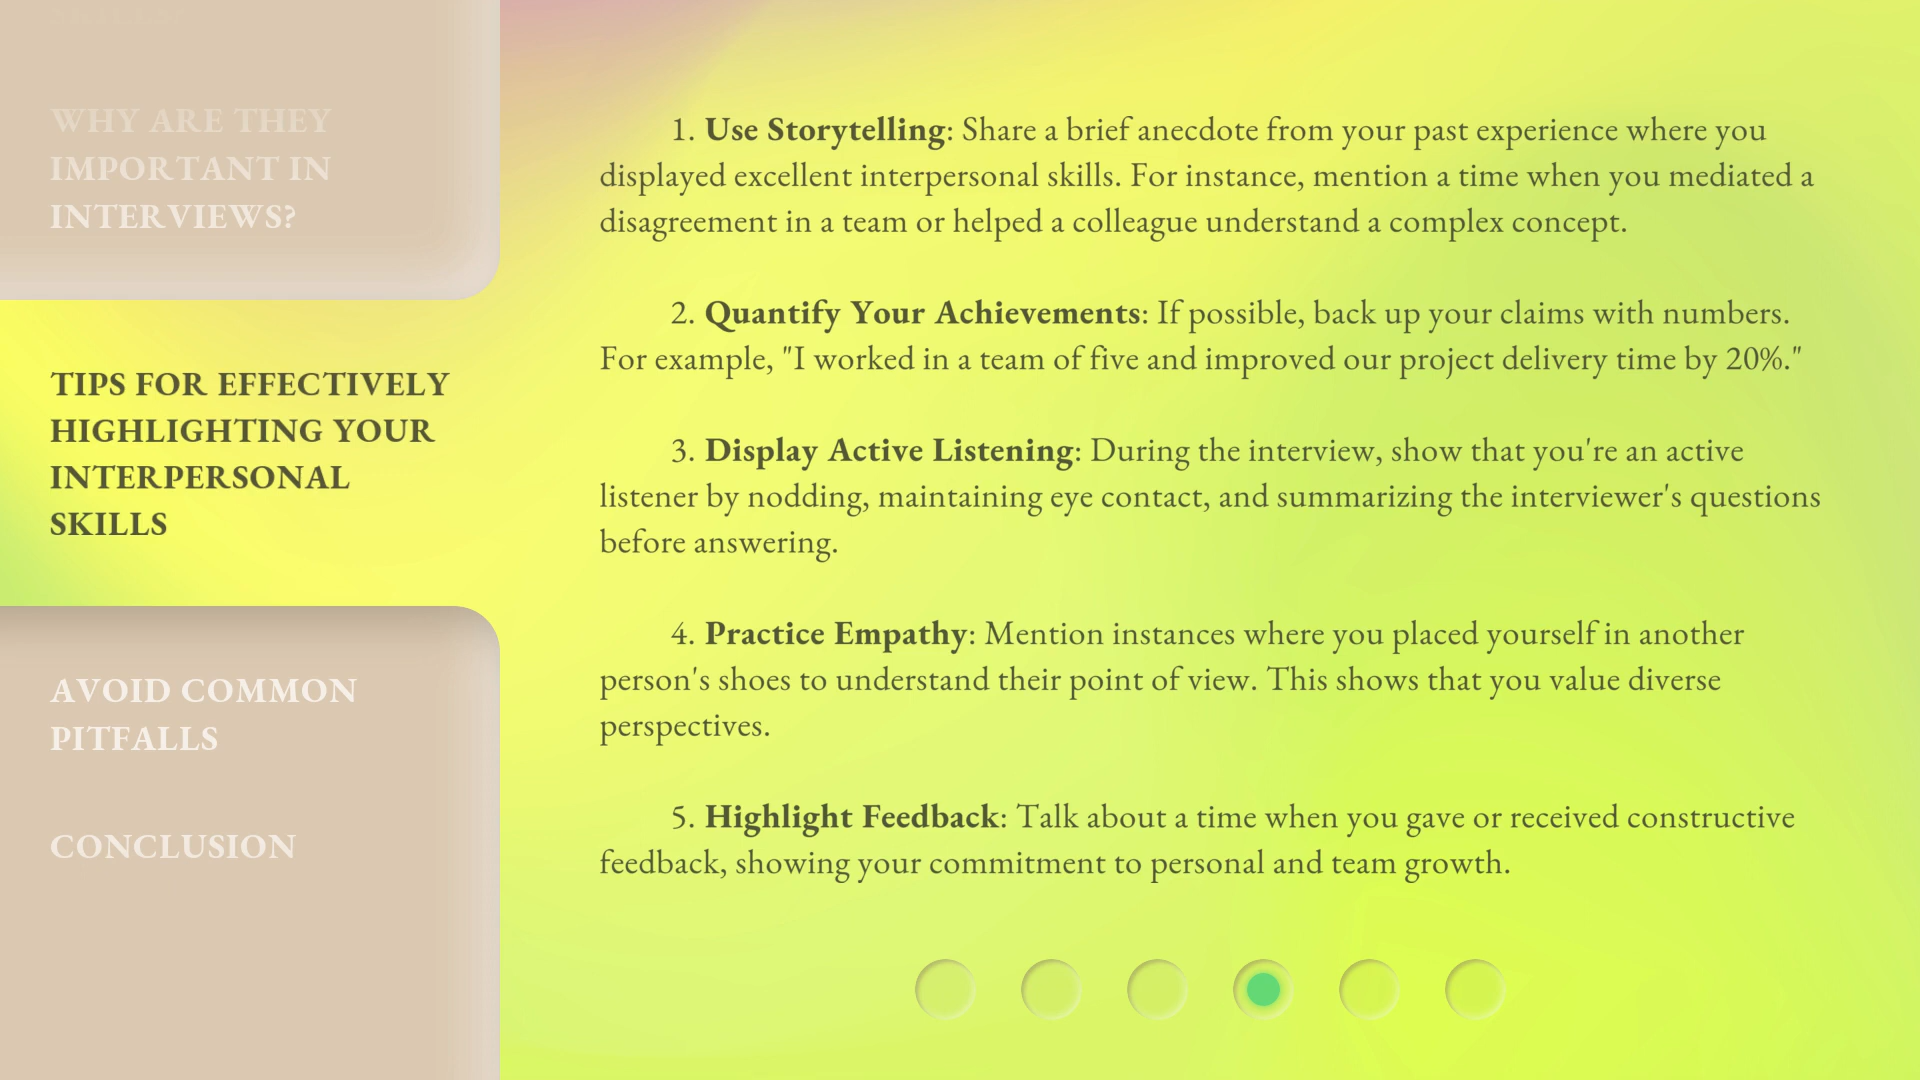 WHY ARE THEY
IMPORTANT IN
INTERVIEWS?
TIPS FOR EFFECTIVELY
HIGHLIGHTING YOUR
INTERPERSONAL
SKILLS
AVOID COMMON
PITFALLS
CONCLUSION
1. Use Storytelling: Share a brief anecdote from your past experience where you
displayed excellent interpersonal skills. For instance, mention a time when you mediated a
disagreement in a team or helped a colleague understand a complex concept.
2. Quantify Your Achievements: If possible, back up your claims with numbers.
For example, "I worked in a team of five and improved our project delivery time by 20%."
3. Display Active Listening: During the interview, show that you're an active
listener by nodding, maintaining eye contact, and summarizing the interviewer's questions
before answering.
4. Practice Empathy: Mention instances where you placed yourself in another
person's shoes to understand their point of view. This shows that you value diverse
perspectives.
5. Highlight Feedback: Talk about a time when you gave or received constructive
feedback, showing your commitment to personal and team growth.